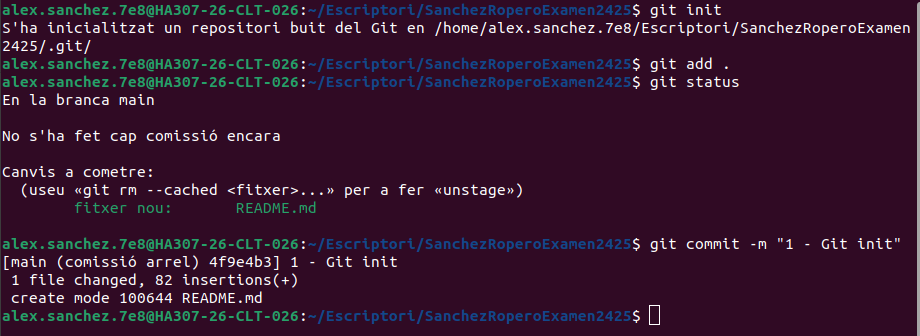 alex.sanchez.7e8@HA307-26-CLT-026:~/Escriptori/SanchezRoperoExamen2425$ git init
S'ha inicialitzat un repositori buit del Git en /home/alex.sanchez.7e8/Escriptori/SanchezRoperoExamen
2425/.git/
alex.sanchez.7e8@HA307-26-CLT-026:~/Escriptori/SanchezRoperoExamen2425$ git add .
alex.sanchez.7e8@HA307-26-CLT-026:~/Escriptori/SanchezRoperoExamen2425$ git status
En la branca main
No s'ha fet cap comissió encara
Canvis a cometre:
  (useu «git rm --cached <fitxer>...» per a fer «unstage»)
        fitxer nou:       README.md
alex.sanchez.7e8@HA307-26-CLT-026:~/Escriptori/SanchezRoperoExamen2425$ git commit -m "1 - Git init"
[main (comissió arrel) 4f9e4b3] 1 - Git init
 1 file changed, 82 insertions(+)
 create mode 100644 README.md
alex.sanchez.7e8@HA307-26-CLT-026:~/Escriptori/SanchezRoperoExamen2425$